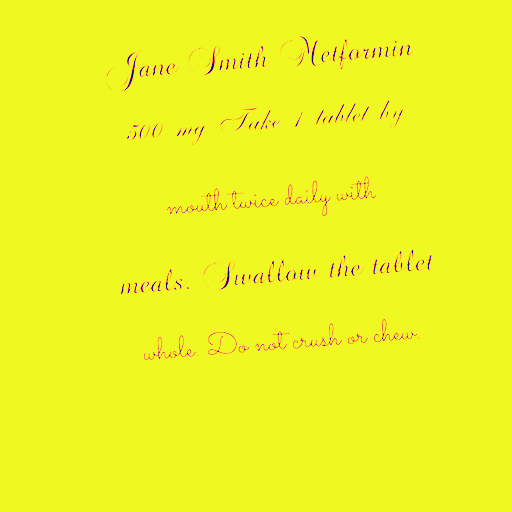 Jane Smith Metformin
500 mg Take 1 tablet by
mouth twice daily with
meals. Swallow the tablet
whole. Do not crush or chew.